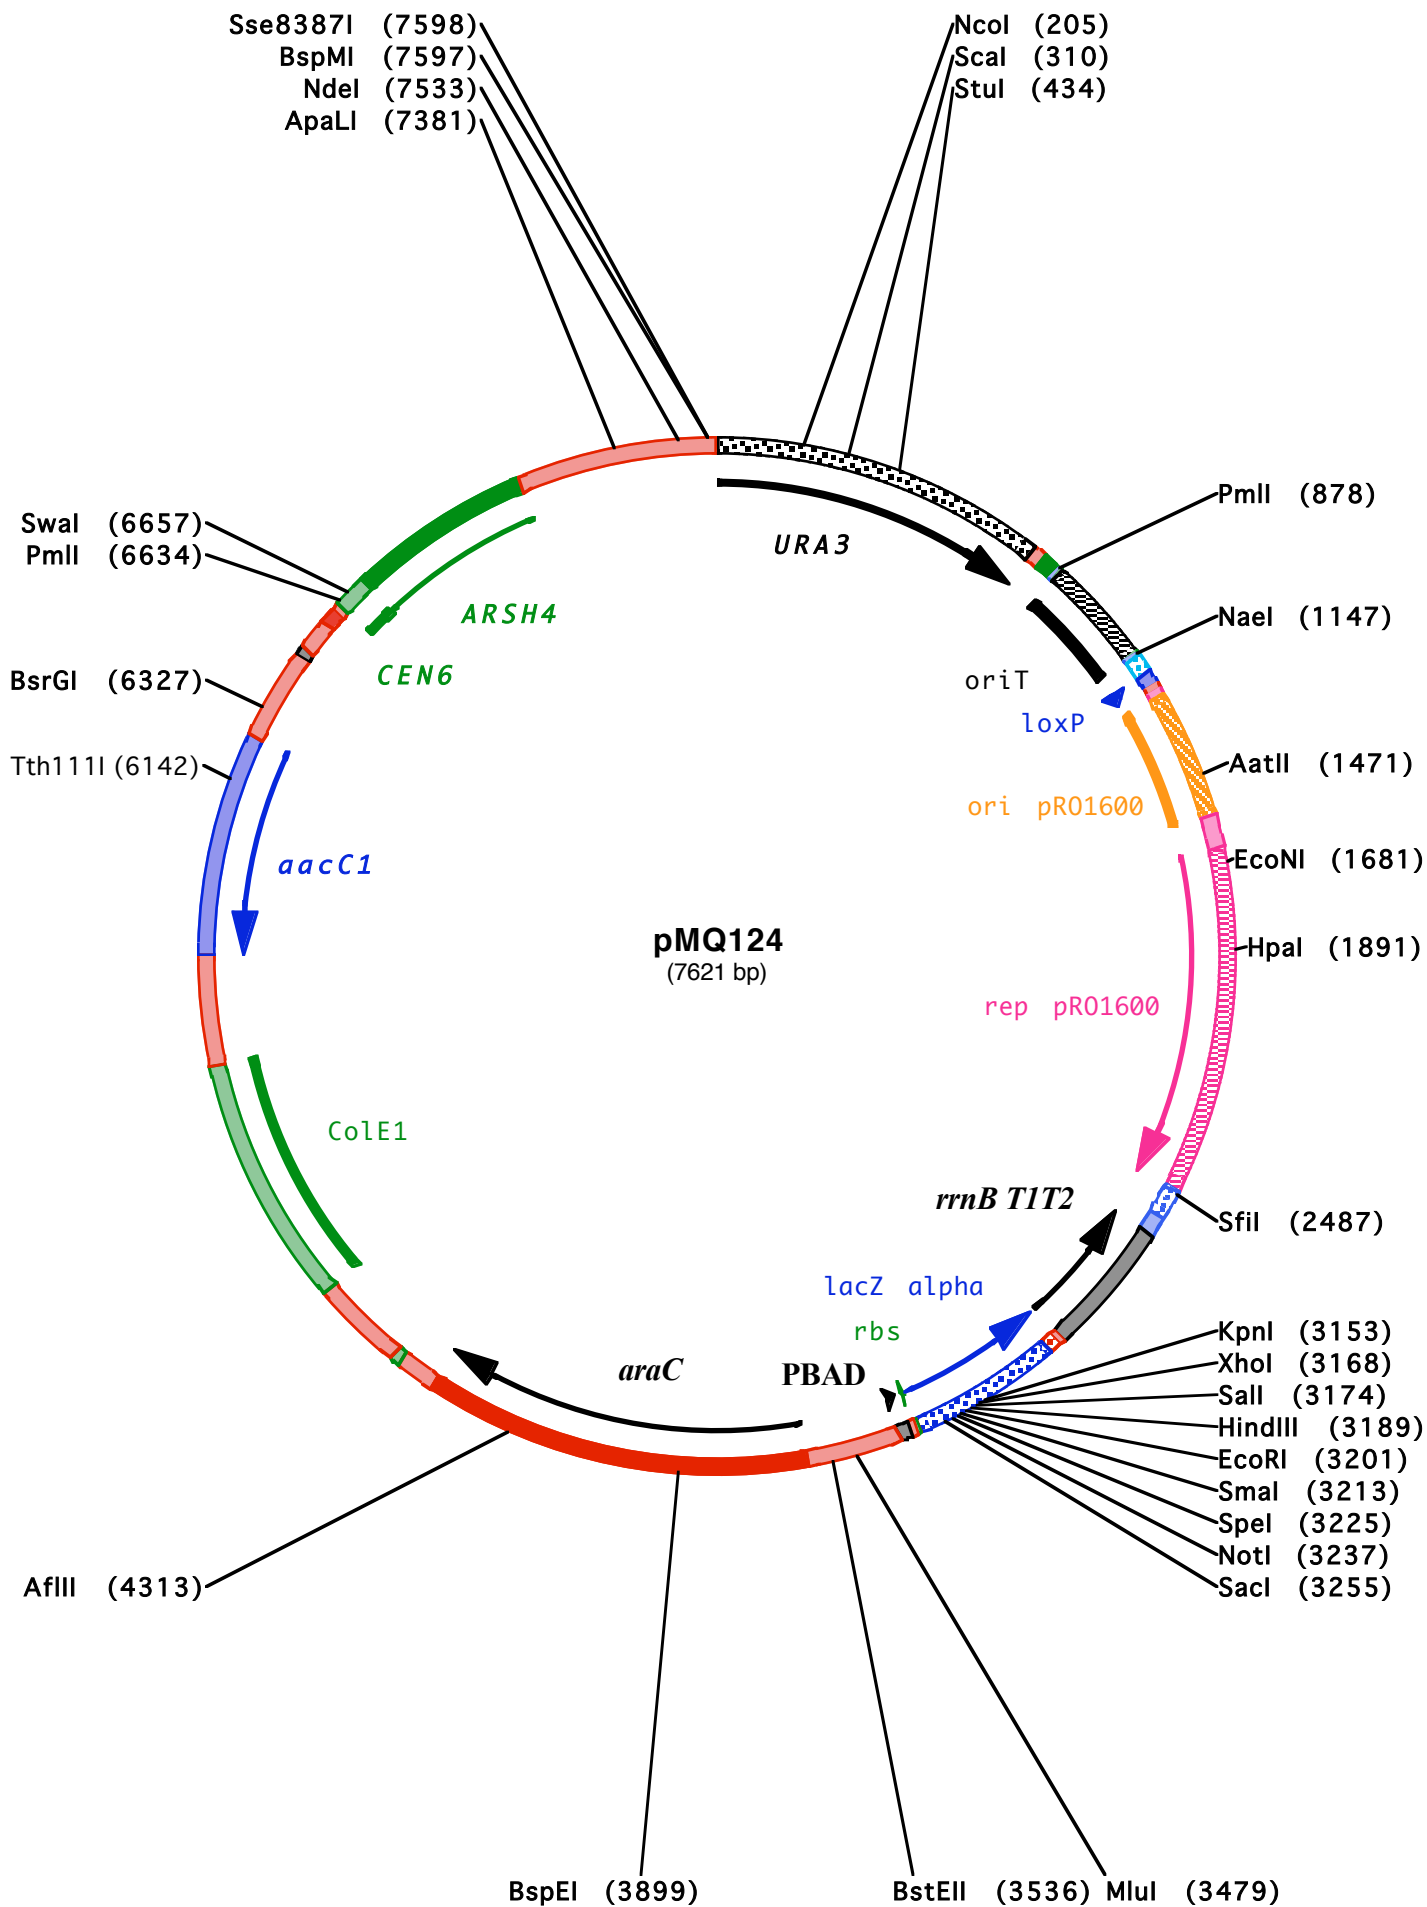 Sse8387I (7598)
BspMI (7597)
NdeI (7533)
ApaLI (7381)
NcoI (205)
ScaI (310)
StuI (434)
PmlI (878)
NaeI (1147)
AatII (1471)
EcoNI (1681)
HpaI (1891)
SfiI (2487)
KpnI (3153)
XhoI (3168)
SalI (3174)
HindIII (3189)
EcoRI (3201)
SmaI (3213)
SpeI (3225)
NotI (3237)
SacI (3255)
MluI (3479)
BstEII (3536)
BspEI (3899)
AflII (4313)
Tth111I (6142)
BsrGI (6327)
PmlI (6634)
SwaI (6657)
URA3
oriT
loxP
ori pRO1600
rep pRO1600
rrnB T1T2
lacZ alpha
rbs
PBAD
araC
ColE1
aacC1
CEN6
ARSH4
pMQ124
(7621 bp)